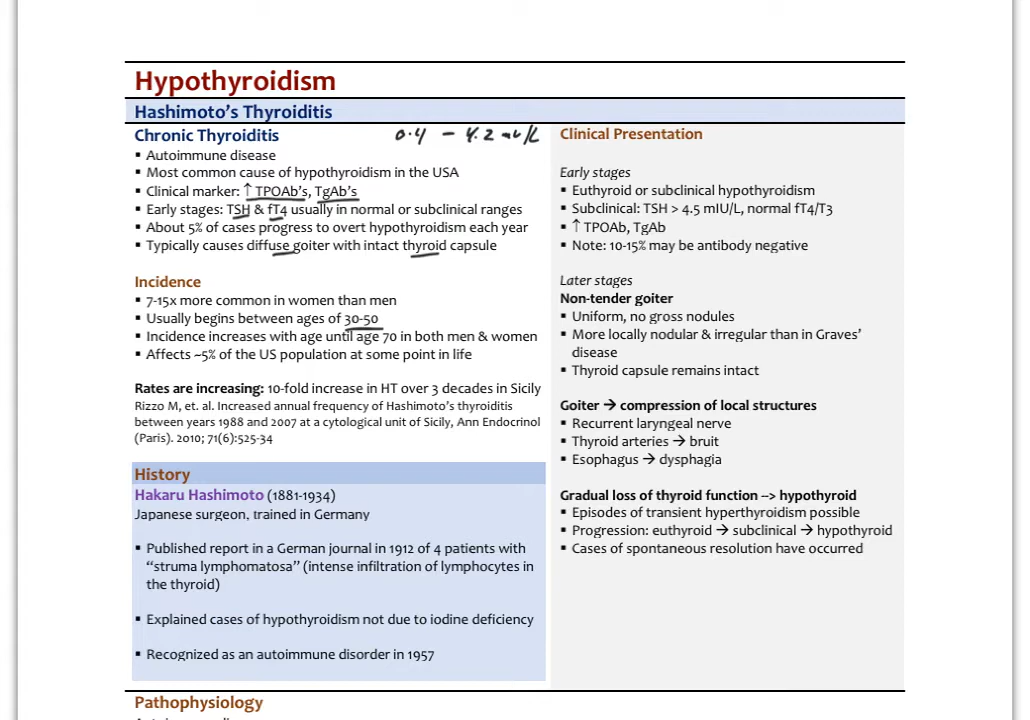 Hypothyroidism
Hashimoto's Thyroiditis
Chronic Thyroiditis
0.4 – 4.2
▪ Autoimmune disease
▪ Most common cause of hypothyroidism in the USA
▪ Clinical marker: ↑ TPOAb's, TgAb's
▪ Early stages: TSH & fT4 usually in normal or subclinical ranges
▪ About 5% of cases progress to overt hypothyroidism each year
▪ Typically causes diffuse goiter with intact thyroid capsule
Incidence
▪ 7-15x more common in women than men
▪ Usually begins between ages of 30-50
▪ Incidence increases with age until age 70 in both men & women
▪ Affects ~5% of the US population at some point in life
Rates are increasing: 10-fold increase in HT over 3 decades in Sicily
Rizzo M, et. al. Increased annual frequency of Hashimoto's thyroiditis
between years 1988 and 2007 at a cytological unit of Sicily, Ann Endocrinol
(Paris). 2010; 71(6):525-34
History
Hakaru Hashimoto (1881-1934)
Japanese surgeon, trained in Germany
▪ Published report in a German journal in 1912 of 4 patients with
"struma lymphomatosa" (intense infiltration of lymphocytes in
the thyroid)
▪ Explained cases of hypothyroidism not due to iodine deficiency
▪ Recognized as an autoimmune disorder in 1957
Clinical Presentation
Early stages
▪ Euthyroid or subclinical hypothyroidism
▪ Subclinical: TSH > 4.5 mIU/L, normal fT4/T3
▪ ↑ TPOAb, TgAb
▪ Note: 10-15% may be antibody negative
Later stages
Non-tender goiter
▪ Uniform, no gross nodules
▪ More locally nodular & irregular than in Graves'
disease
▪ Thyroid capsule remains intact
Goiter → compression of local structures
▪ Recurrent laryngeal nerve
▪ Thyroid arteries → bruit
▪ Esophagus → dysphagia
Gradual loss of thyroid function --> hypothyroid
▪ Episodes of transient hyperthyroidism possible
▪ Progression: euthyroid → subclinical → hypothyroid
▪ Cases of spontaneous resolution have occurred
Pathophysiology